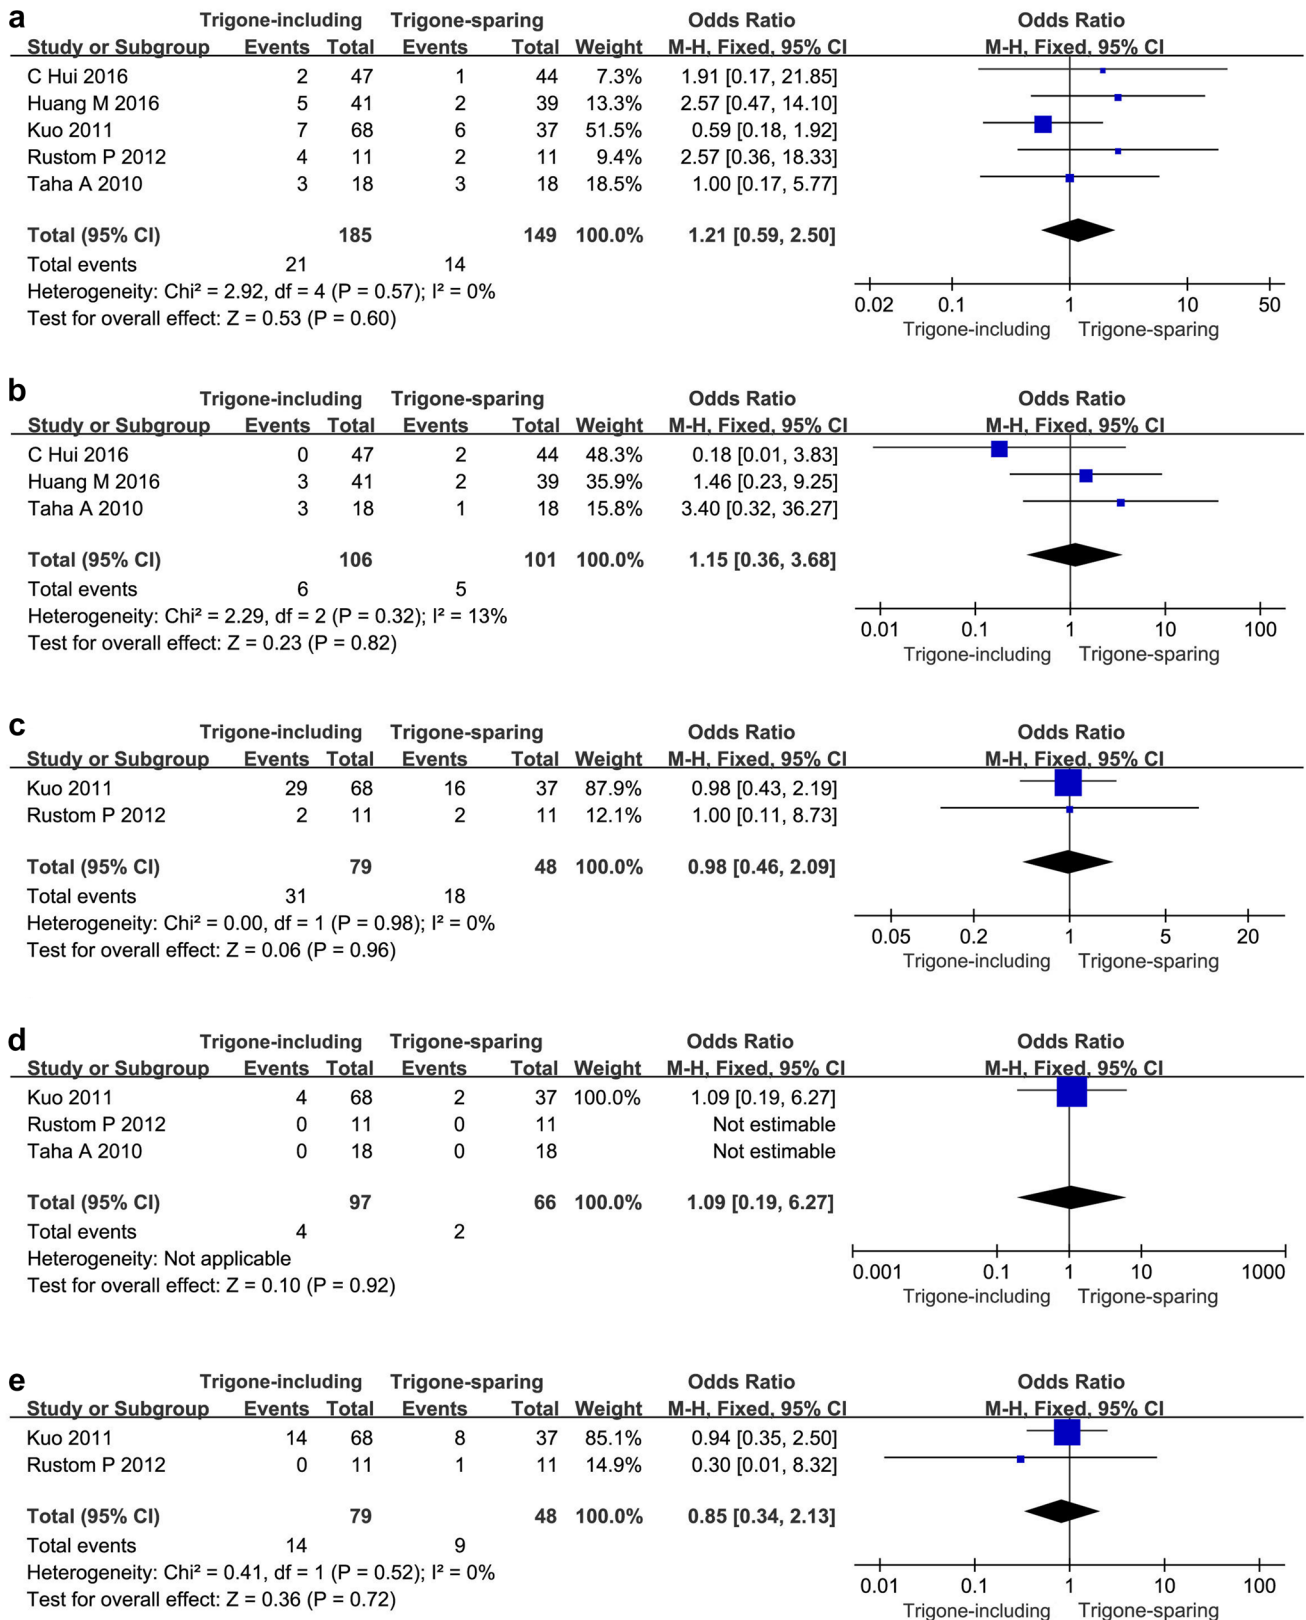 a
Trigone-including Trigone-sparing Odds Ratio Odds Ratio
Study or Subgroup Events Total Events Total Weight M-H, Fixed, 95% CI M-H, Fixed, 95% CI
C Hui 2016 2 47 1 44 7.3% 1.91 [0.17, 21.85]
Huang M 2016 5 41 2 39 13.3% 2.57 [0.47, 14.10]
Kuo 2011 7 68 6 37 51.5% 0.59 [0.18, 1.92]
Rustom P 2012 4 11 2 11 9.4% 2.57 [0.36, 18.33]
Taha A 2010 3 18 3 18 18.5% 1.00 [0.17, 5.77]
Total (95% CI) 185 149 100.0% 1.21 [0.59, 2.50]
Total events 21 14
Heterogeneity: Chi² = 2.92, df = 4 (P = 0.57); I² = 0%
Test for overall effect: Z = 0.53 (P = 0.60)
0.02 0.1 1 10 50
Trigone-including Trigone-sparing
b
Trigone-including Trigone-sparing Odds Ratio Odds Ratio
Study or Subgroup Events Total Events Total Weight M-H, Fixed, 95% CI M-H, Fixed, 95% CI
C Hui 2016 0 47 2 44 48.3% 0.18 [0.01, 3.83]
Huang M 2016 3 41 2 39 35.9% 1.46 [0.23, 9.25]
Taha A 2010 3 18 1 18 15.8% 3.40 [0.32, 36.27]
Total (95% CI) 106 101 100.0% 1.15 [0.36, 3.68]
Total events 6 5
Heterogeneity: Chi² = 2.29, df = 2 (P = 0.32); I² = 13%
Test for overall effect: Z = 0.23 (P = 0.82)
0.01 0.1 1 10 100
Trigone-including Trigone-sparing
c
Trigone-including Trigone-sparing Odds Ratio Odds Ratio
Study or Subgroup Events Total Events Total Weight M-H, Fixed, 95% CI M-H, Fixed, 95% CI
Kuo 2011 29 68 16 37 87.9% 0.98 [0.43, 2.19]
Rustom P 2012 2 11 2 11 12.1% 1.00 [0.11, 8.73]
Total (95% CI) 79 48 100.0% 0.98 [0.46, 2.09]
Total events 31 18
Heterogeneity: Chi² = 0.00, df = 1 (P = 0.98); I² = 0%
Test for overall effect: Z = 0.06 (P = 0.96)
0.05 0.2 1 5 20
Trigone-including Trigone-sparing
d
Trigone-including Trigone-sparing Odds Ratio Odds Ratio
Study or Subgroup Events Total Events Total Weight M-H, Fixed, 95% CI M-H, Fixed, 95% CI
Kuo 2011 4 68 2 37 100.0% 1.09 [0.19, 6.27]
Rustom P 2012 0 11 0 11 Not estimable
Taha A 2010 0 18 0 18 Not estimable
Total (95% CI) 97 66 100.0% 1.09 [0.19, 6.27]
Total events 4 2
Heterogeneity: Not applicable
Test for overall effect: Z = 0.10 (P = 0.92)
0.001 0.1 1 10 1000
Trigone-including Trigone-sparing
e
Trigone-including Trigone-sparing Odds Ratio Odds Ratio
Study or Subgroup Events Total Events Total Weight M-H, Fixed, 95% CI M-H, Fixed, 95% CI
Kuo 2011 14 68 8 37 85.1% 0.94 [0.35, 2.50]
Rustom P 2012 0 11 1 11 14.9% 0.30 [0.01, 8.32]
Total (95% CI) 79 48 100.0% 0.85 [0.34, 2.13]
Total events 14 9
Heterogeneity: Chi² = 0.41, df = 1 (P = 0.52); I² = 0%
Test for overall effect: Z = 0.36 (P = 0.72)
0.01 0.1 1 10 100
Trigone-including Trigone-sparing